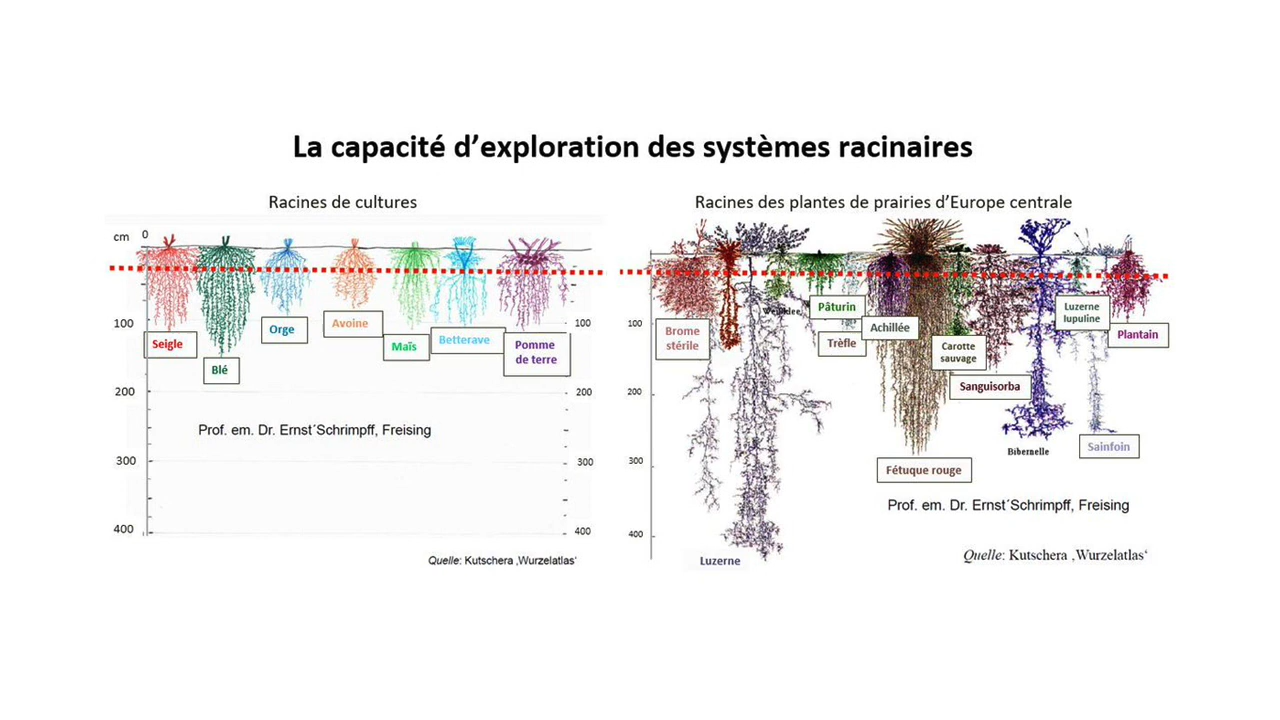 La capacité d’exploration des systèmes racinaires
Racines de cultures
cm
0
100
200
300
400
100
200
300
400
Seigle
Blé
Orge
Avoine
Maïs
Betterave
Pomme
de terre
Prof. em. Dr. Ernst´Schrimpff, Freising
Quelle: Kutschera ‚Wurzelatlas‘
Racines des plantes de prairies d’Europe centrale
100
200
300
400
Brome
stérile
Luzerne
Pâturin
Trèfle
Achillée
Fétuque rouge
Carotte
sauvage
Sanguisorba
Bibernelle
Luzerne
lupuline
Sainfoin
Plantain
Prof. em. Dr. Ernst´Schrimpff, Freising
Quelle: Kutschera ‚Wurzelatlas‘